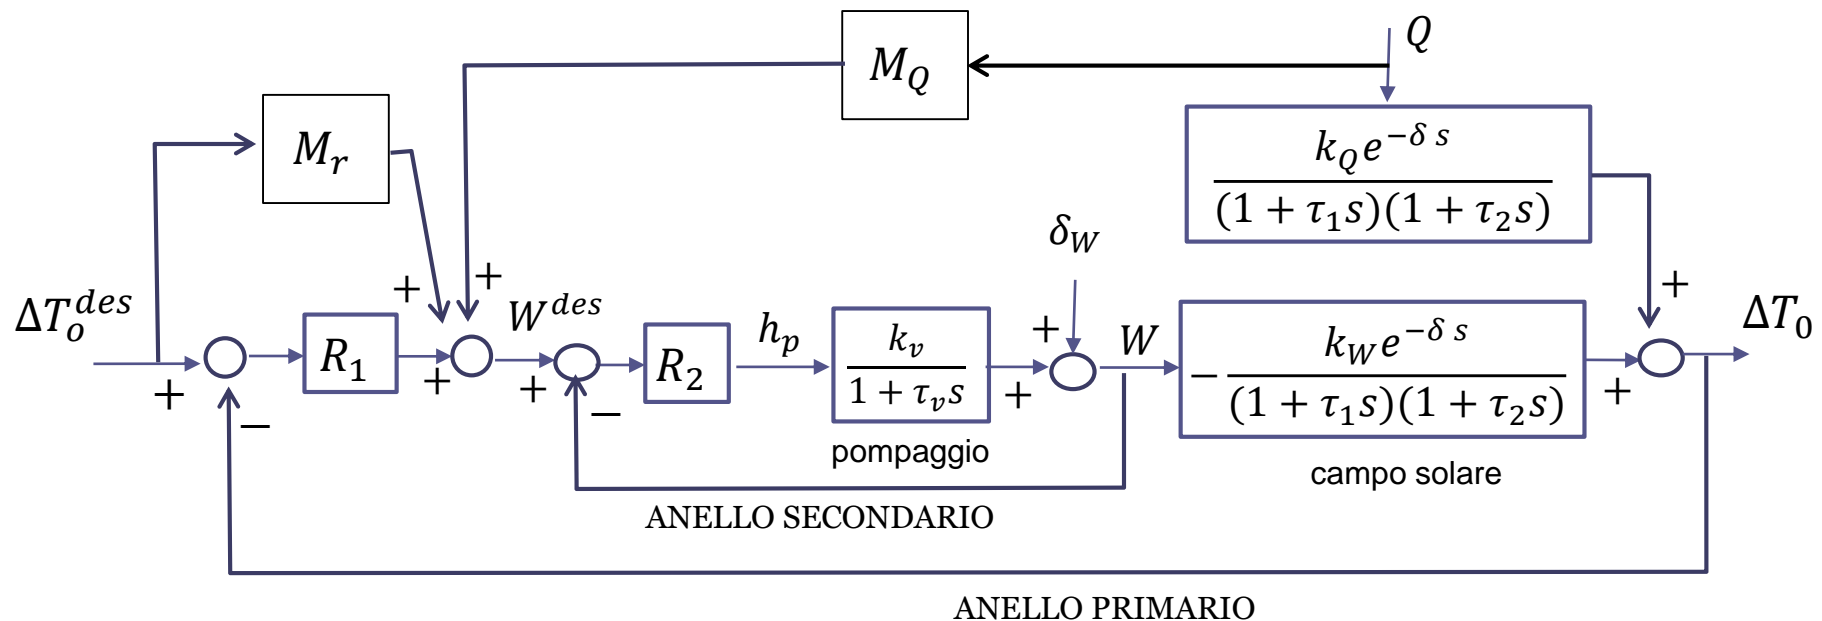 Q
M_Q
M_r
k_Q e^{-δ s}
(1 + τ_1 s)(1 + τ_2 s)
δ_W
+
+
+
ΔT_o^{des}
W^{des}
h_p
k_v
1 + τ_v s
+
W
-
k_W e^{-δ s}
(1 + τ_1 s)(1 + τ_2 s)
ΔT_0
R_1
R_2
+
−
+
+
−
+
+
pompaggio
campo solare
ANELLO SECONDARIO
ANELLO PRIMARIO